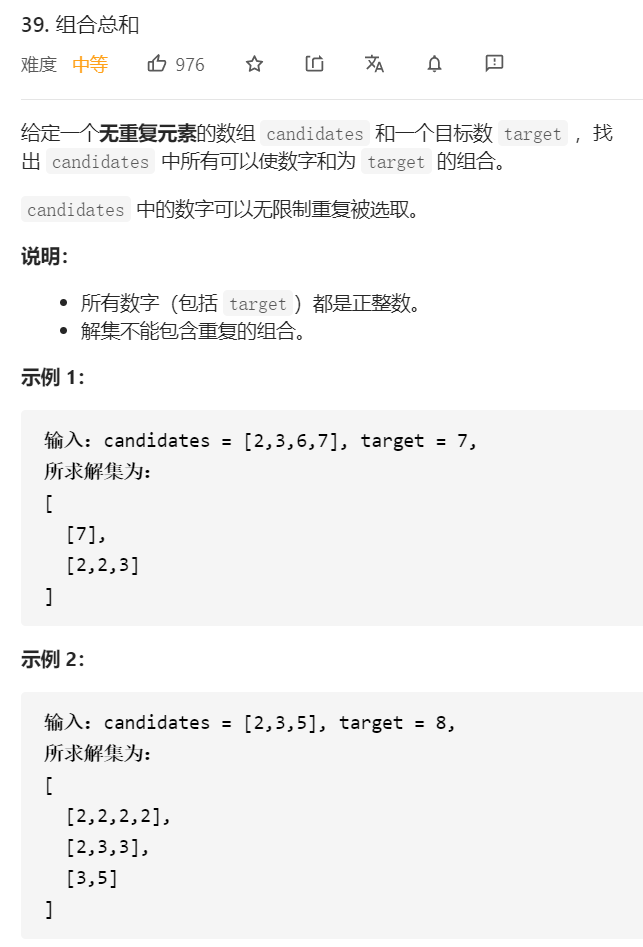 39. 组合总和
难度 中等 976
给定一个无重复元素的数组 candidates 和一个目标数 target ，找
出 candidates 中所有可以使数字和为 target 的组合。
candidates 中的数字可以无限制重复被选取。
说明：
所有数字（包括 target）都是正整数。
解集不能包含重复的组合。
示例 1：
输入：candidates = [2,3,6,7], target = 7,
所求解集为：
[
[7],
[2,2,3]
]
示例 2：
输入：candidates = [2,3,5], target = 8,
所求解集为：
[
[2,2,2,2],
[2,3,3],
[3,5]
]